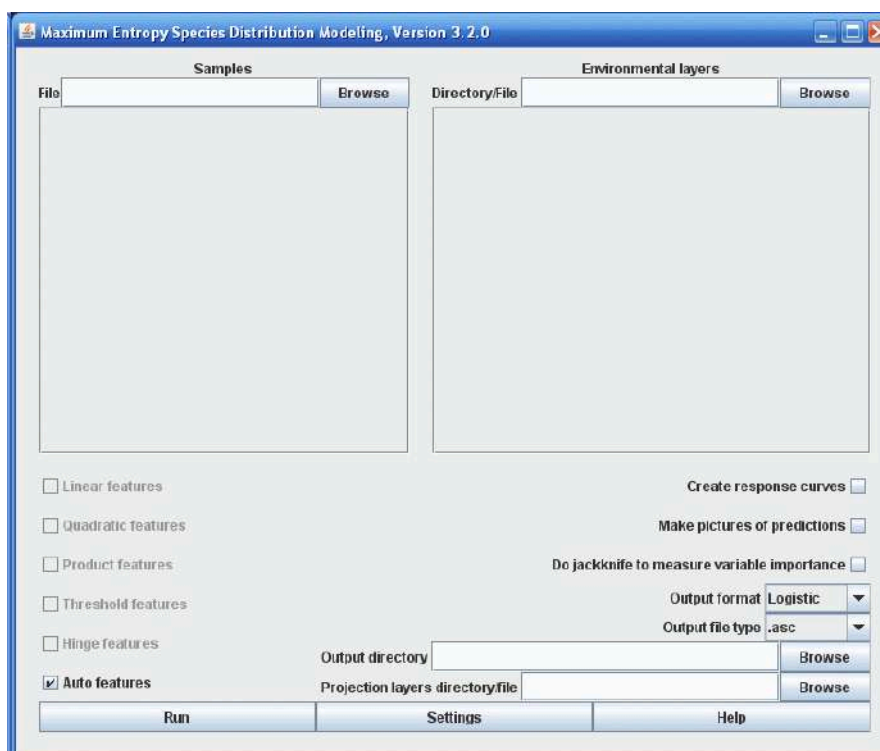 Maximum Entropy Species Distribution Modeling, Version 3.2.0
Samples
File
Browse
Environmental layers
Directory/File
Browse
Linear features
Quadratic features
Product features
Threshold features
Hinge features
Auto features
Create response curves
Make pictures of predictions
Do jackknife to measure variable importance
Output format Logistic
Output file type .asc
Output directory
Browse
Projection layers directory/file
Browse
Run
Settings
Help